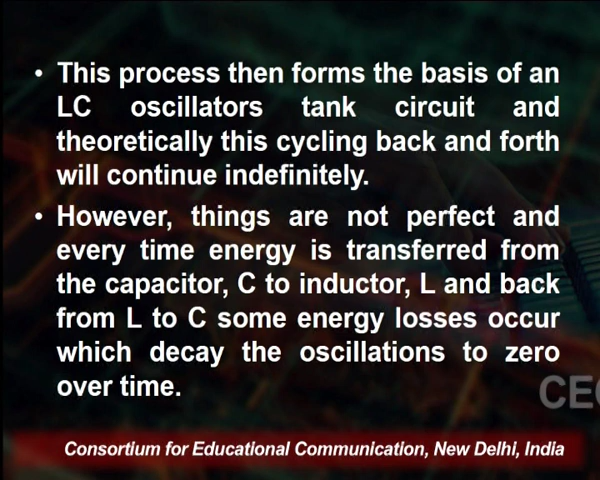 • This process then forms the basis of an
LC oscillators tank circuit and
theoretically this cycling back and forth
will continue indefinitely.
• However, things are not perfect and
every time energy is transferred from
the capacitor, C to inductor, L and back
from L to C some energy losses occur
which decay the oscillations to zero
over time.
CEC
Consortium for Educational Communication, New Delhi, India